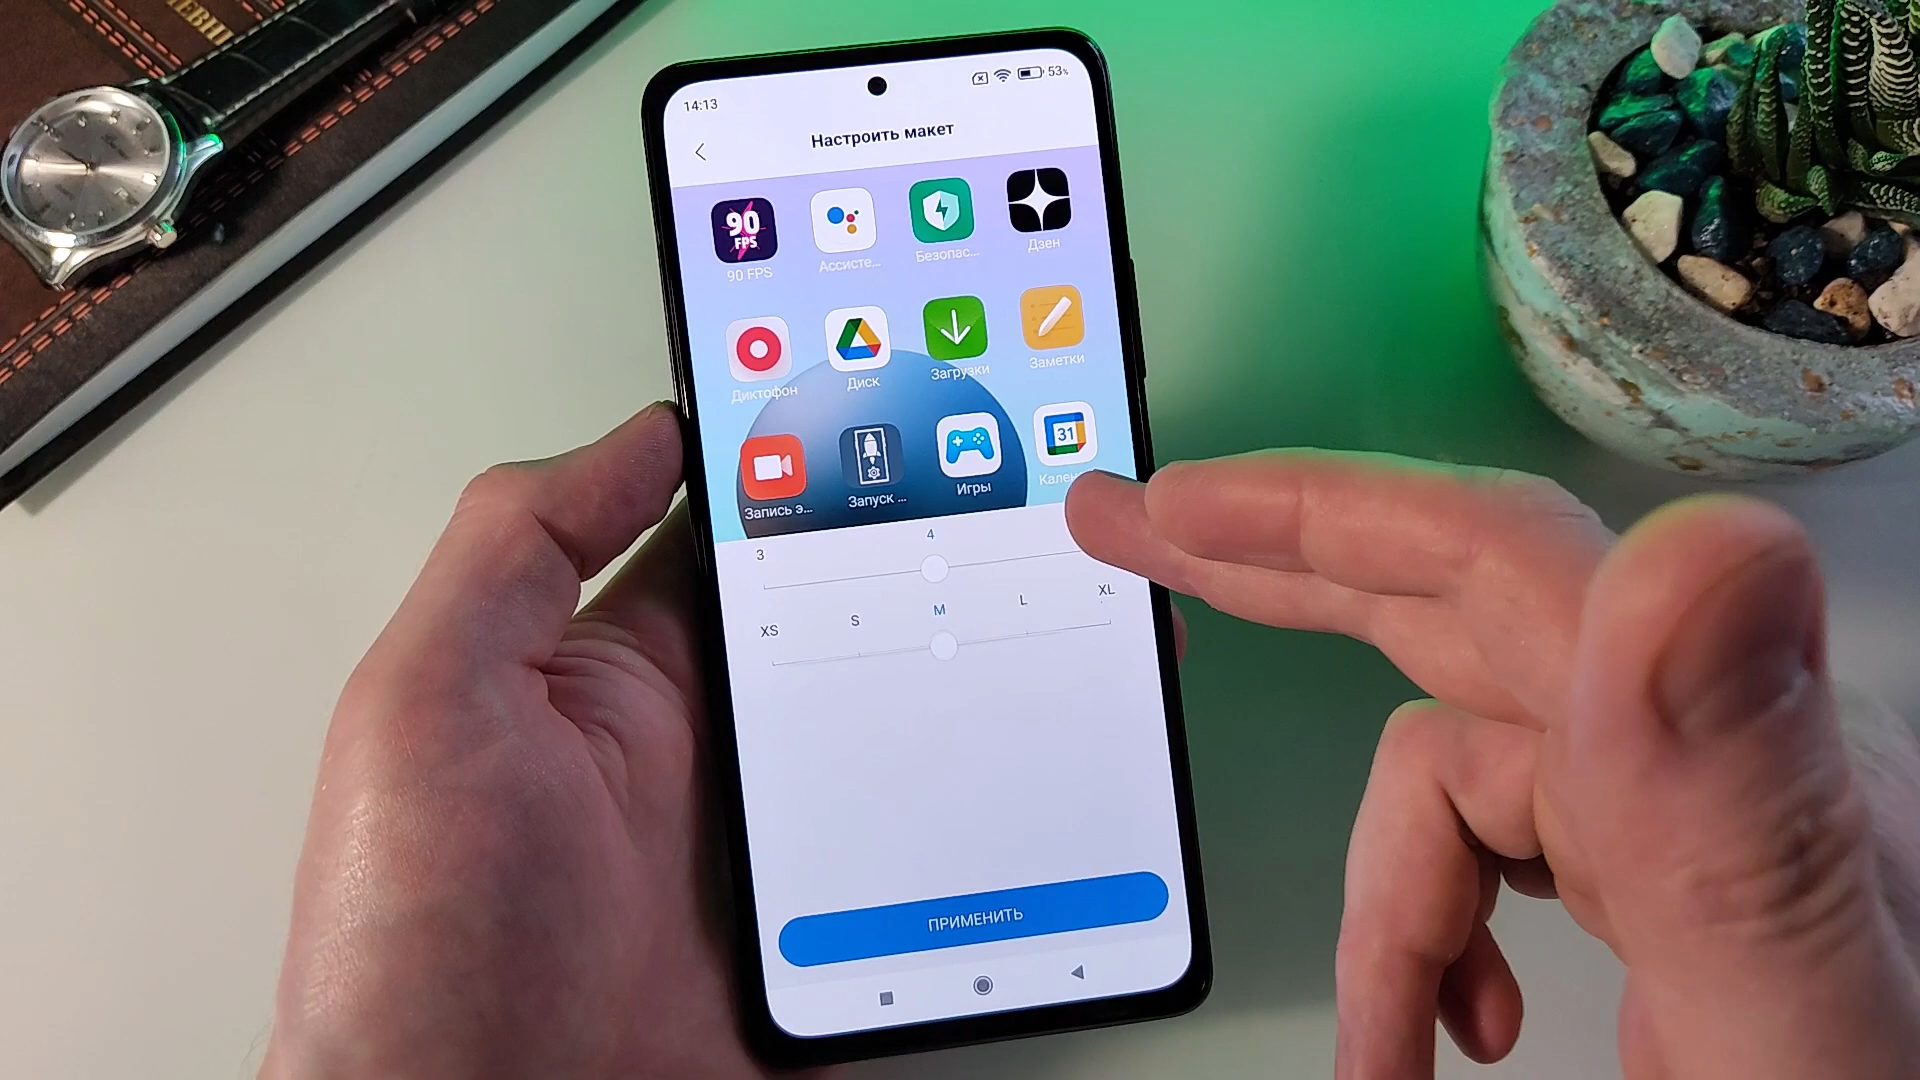 14:13
53%
Настроить макет
90
FPS
90 FPS
Ассисте...
Безопас...
Дзен
Диктофон
Диск
Загрузки
Заметки
31
Запись э...
Запуск ...
Игры
3
4
XS
S
M
L
XL
ПРИМЕНИТЬ